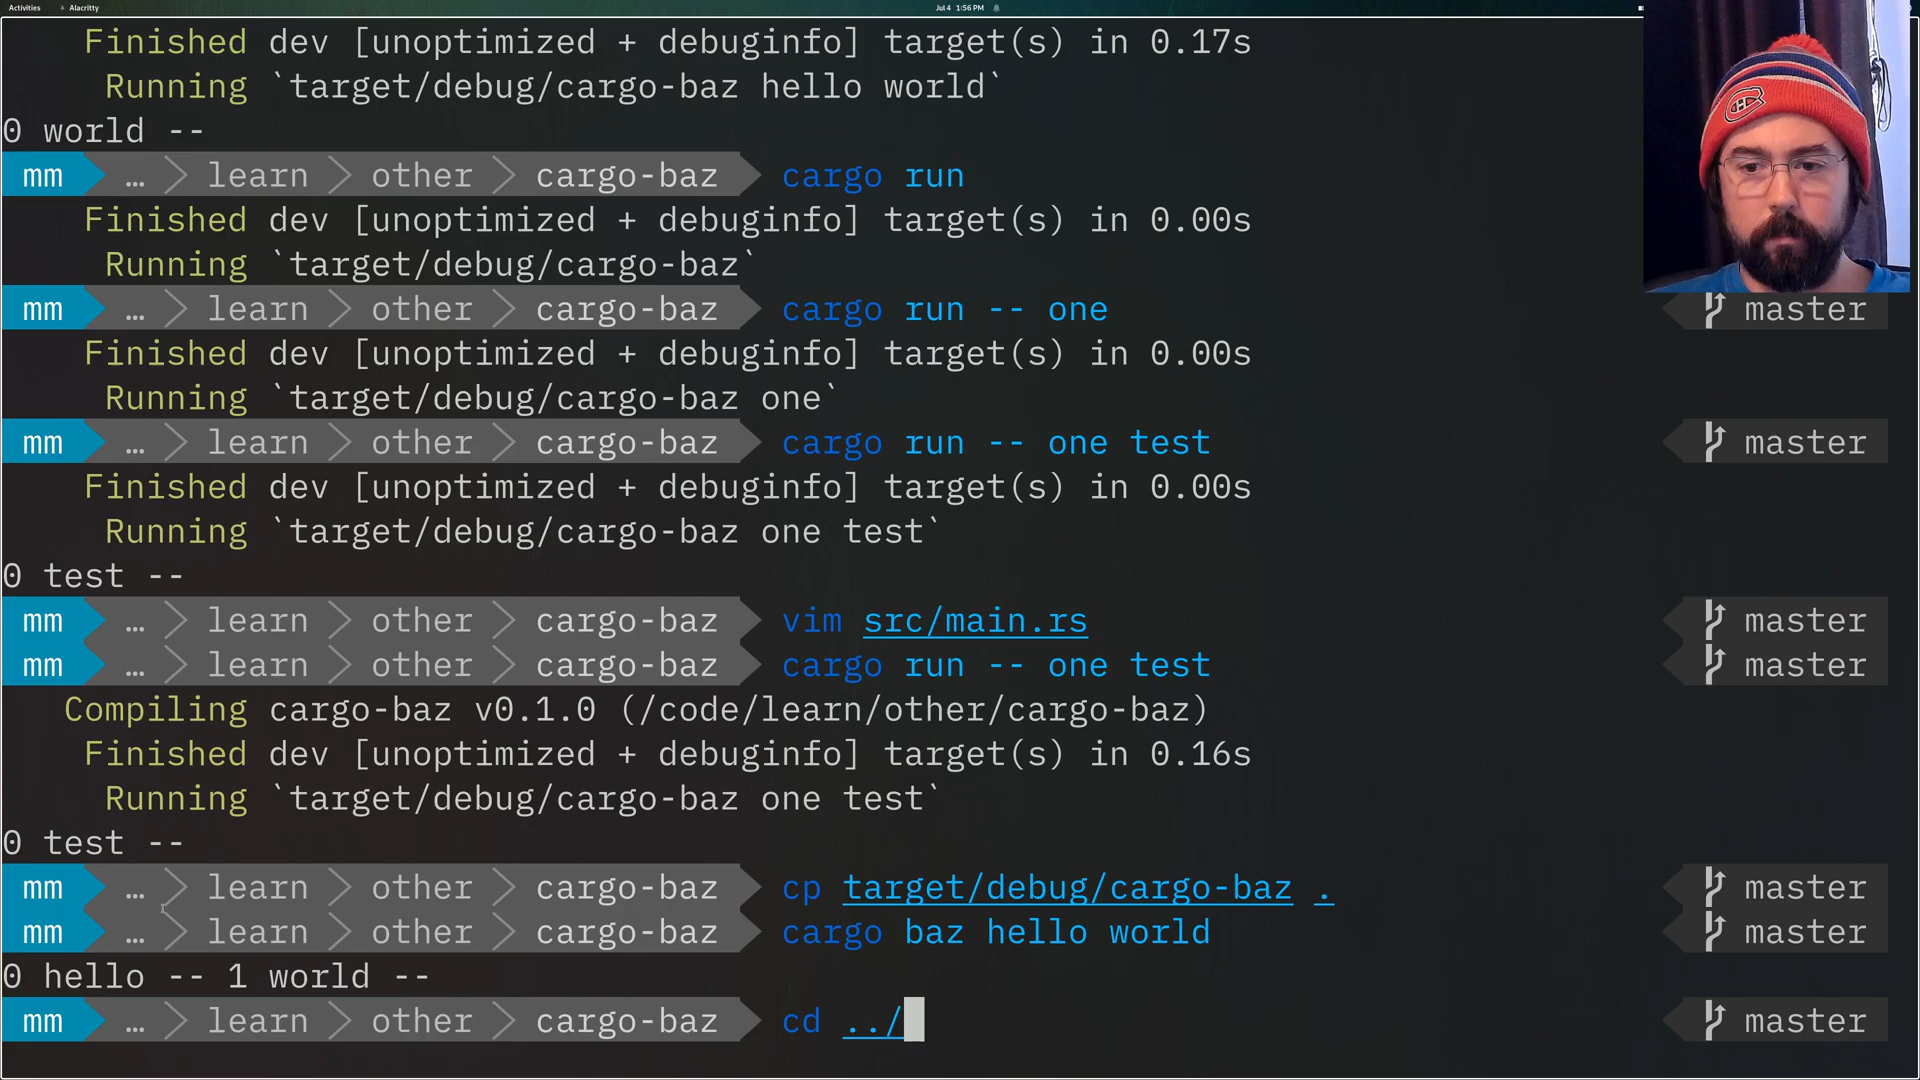 Activities Alacritty Jul 4 1:56 PM
Finished dev [unoptimized + debuginfo] target(s) in 0.17s
Running `target/debug/cargo-baz hello world`
0 world --
mm … learn other cargo-baz cargo run
Finished dev [unoptimized + debuginfo] target(s) in 0.00s
Running `target/debug/cargo-baz`
mm … learn other cargo-baz cargo run -- one master
Finished dev [unoptimized + debuginfo] target(s) in 0.00s
Running `target/debug/cargo-baz one`
mm … learn other cargo-baz cargo run -- one test master
Finished dev [unoptimized + debuginfo] target(s) in 0.00s
Running `target/debug/cargo-baz one test`
0 test --
mm … learn other cargo-baz vim src/main.rs master
mm … learn other cargo-baz cargo run -- one test master
Compiling cargo-baz v0.1.0 (/code/learn/other/cargo-baz)
Finished dev [unoptimized + debuginfo] target(s) in 0.16s
Running `target/debug/cargo-baz one test`
0 test --
mm … learn other cargo-baz cp target/debug/cargo-baz . master
mm … learn other cargo-baz cargo baz hello world master
0 hello -- 1 world --
mm … learn other cargo-baz cd ../ master